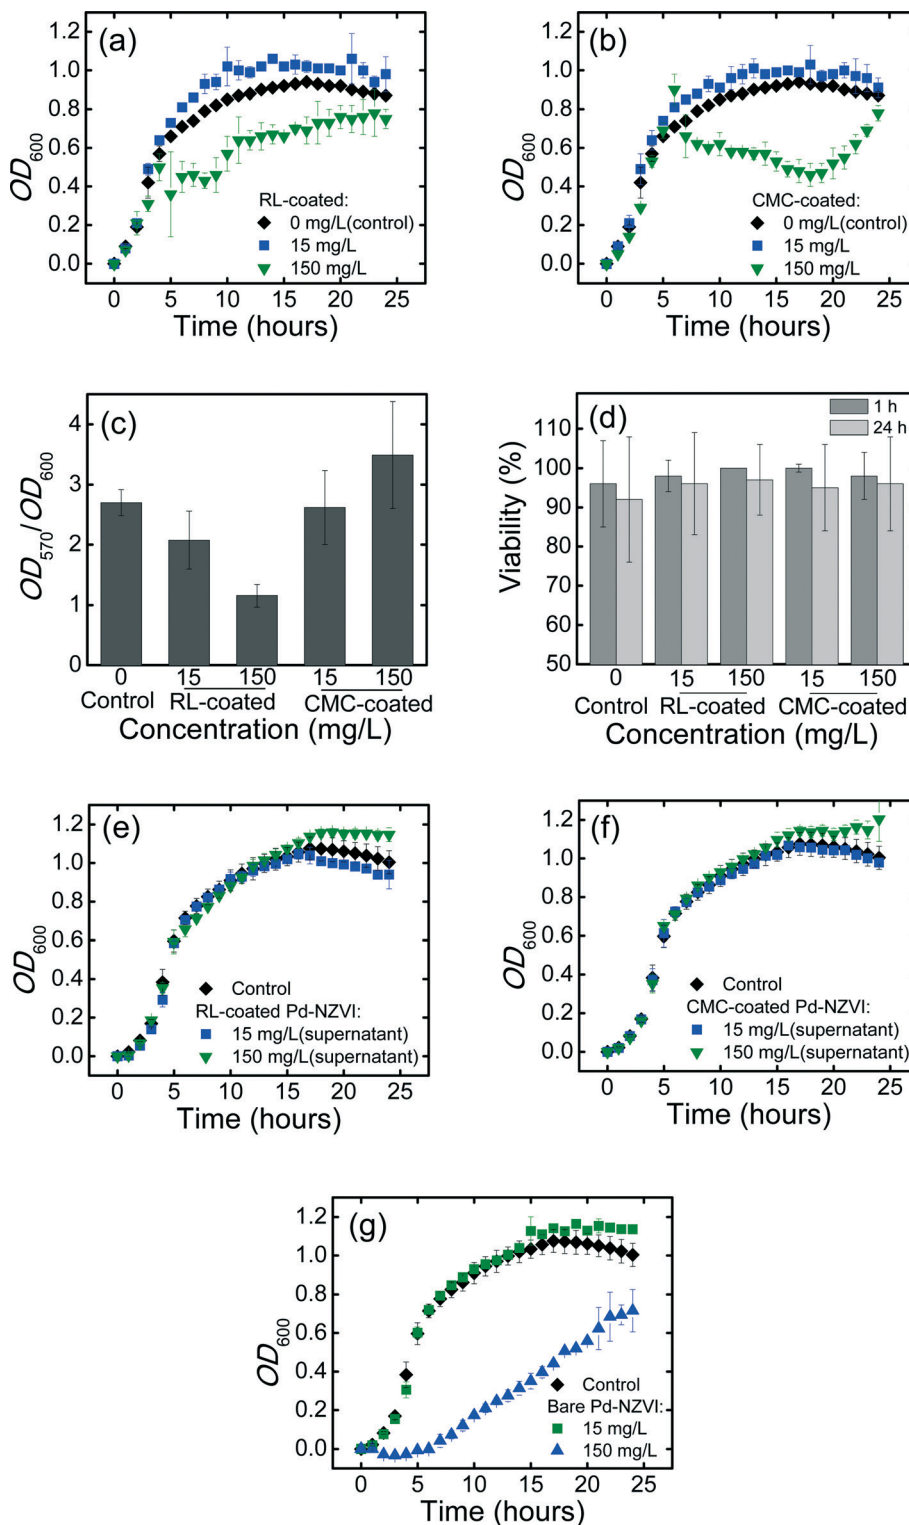 (a)
1.2
1.0
0.8
0.6
0.4
0.2
0.0
OD600
RL-coated:
0 mg/L(control)
15 mg/L
150 mg/L
0 5 10 15 20 25
Time (hours)
(b)
1.2
1.0
0.8
0.6
0.4
0.2
0.0
OD600
CMC-coated:
0 mg/L(control)
15 mg/L
150 mg/L
0 5 10 15 20 25
Time (hours)
(c)
4
3
2
1
0
OD570/OD600
0 15 150 15 150
Control RL-coated CMC-coated
Concentration (mg/L)
(d)
1 h
24 h
110
100
90
80
70
60
50
Viability (%)
0 15 150 15 150
Control RL-coated CMC-coated
Concentration (mg/L)
(e)
1.2
1.0
0.8
0.6
0.4
0.2
0.0
OD600
Control
RL-coated Pd-NZVI:
15 mg/L(supernatant)
150 mg/L(supernatant)
0 5 10 15 20 25
Time (hours)
(f)
1.2
1.0
0.8
0.6
0.4
0.2
0.0
OD600
Control
CMC-coated Pd-NZVI:
15 mg/L(supernatant)
150 mg/L(supernatant)
0 5 10 15 20 25
Time (hours)
(g)
1.2
1.0
0.8
0.6
0.4
0.2
0.0
OD600
Control
Bare Pd-NZVI:
15 mg/L
150 mg/L
0 5 10 15 20 25
Time (hours)